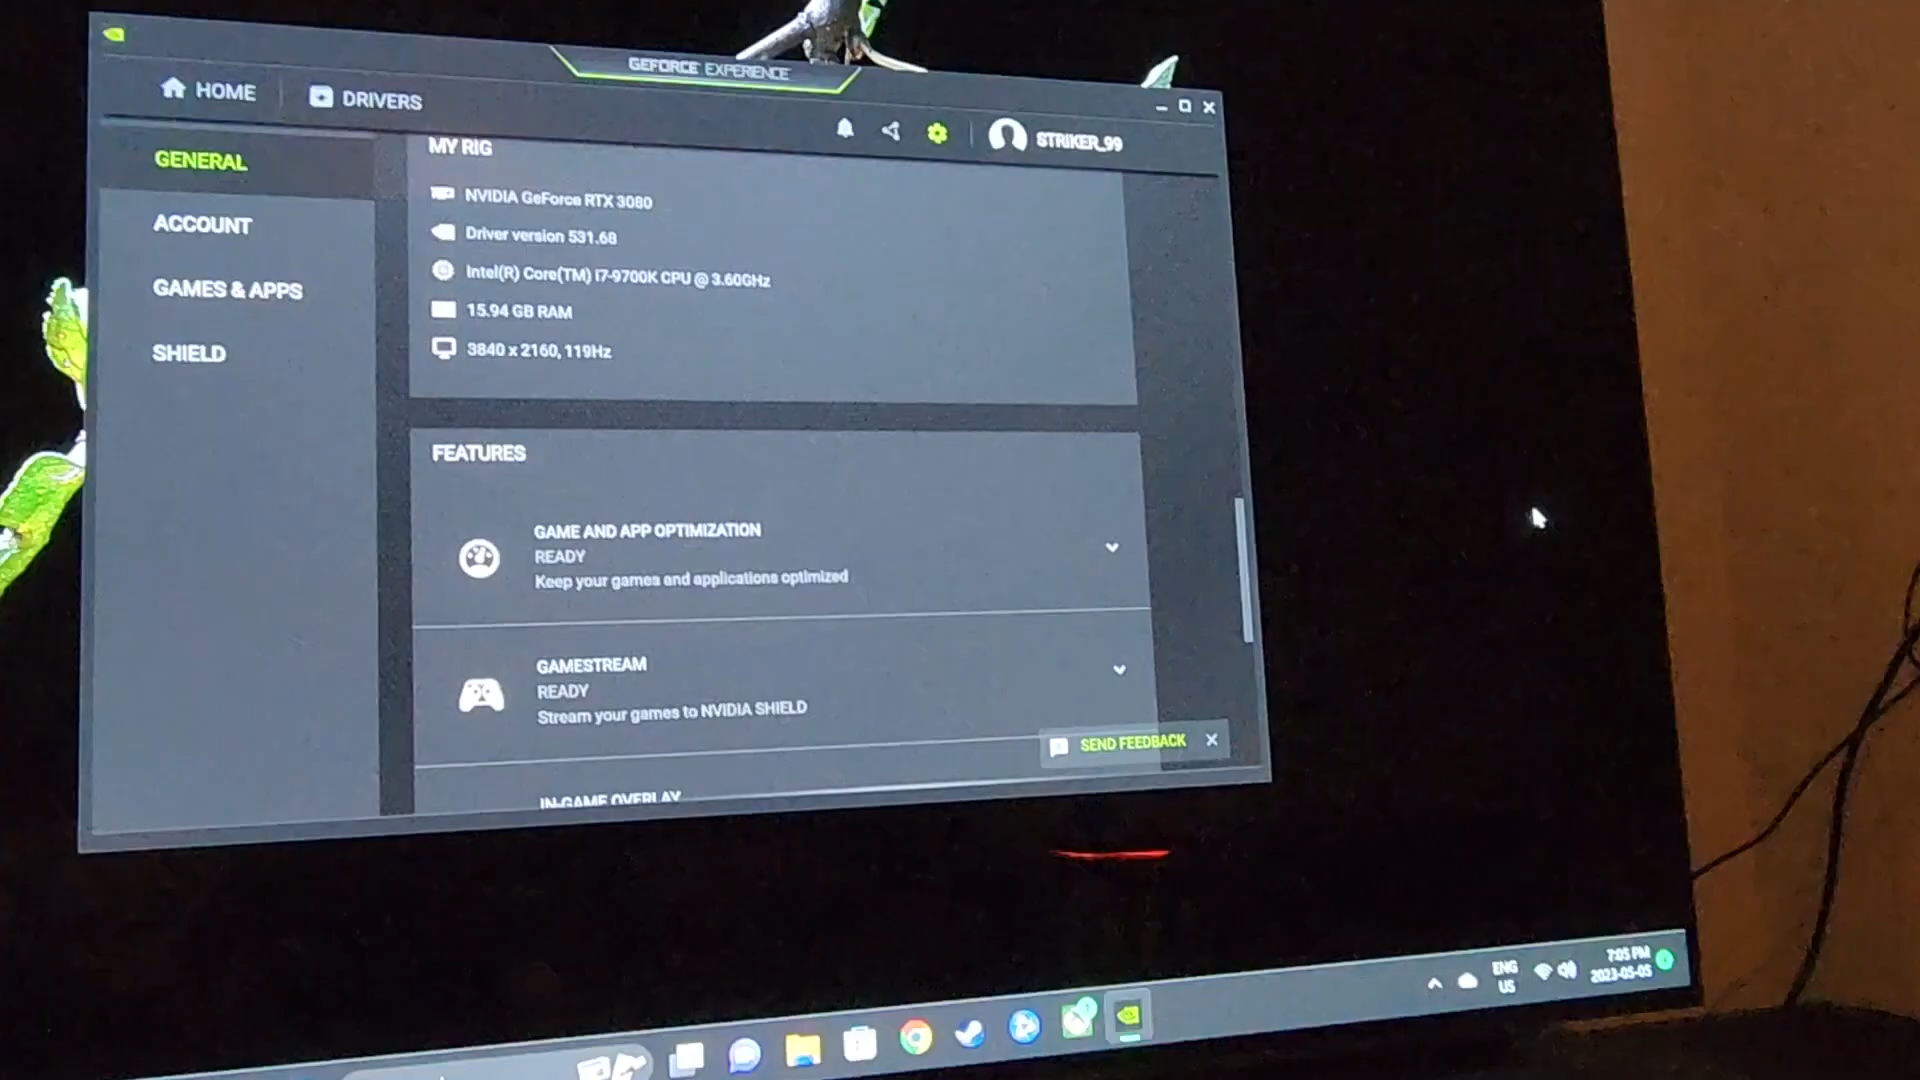 GEFORCE EXPERIENCE
HOME
DRIVERS
STRIKER_99
GENERAL
ACCOUNT
GAMES & APPS
SHIELD
MY RIG
NVIDIA GeForce RTX 3080
Driver version 531.68
Intel(R) Core(TM) i7-9700K CPU @ 3.60GHz
15.94 GB RAM
3840 x 2160, 119Hz
FEATURES
GAME AND APP OPTIMIZATION
READY
Keep your games and applications optimized
GAMESTREAM
READY
Stream your games to NVIDIA SHIELD
SEND FEEDBACK
IN-GAME OVERLAY
ENG
US
7:05 PM
2023-05-05